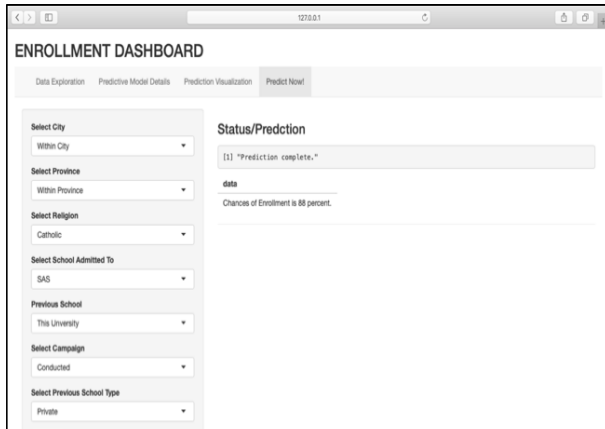 127.0.0.1
ENROLLMENT DASHBOARD
Data Exploration Predictive Model Details Prediction Visualization Predict Now!
Select City
Within City
Select Province
Within Province
Select Religion
Catholic
Select School Admitted To
SAS
Previous School
This Unversity
Select Campaign
Conducted
Select Previous School Type
Private
Status/Predction
[1] "Prediction complete."
data
Chances of Enrollment is 88 percent.